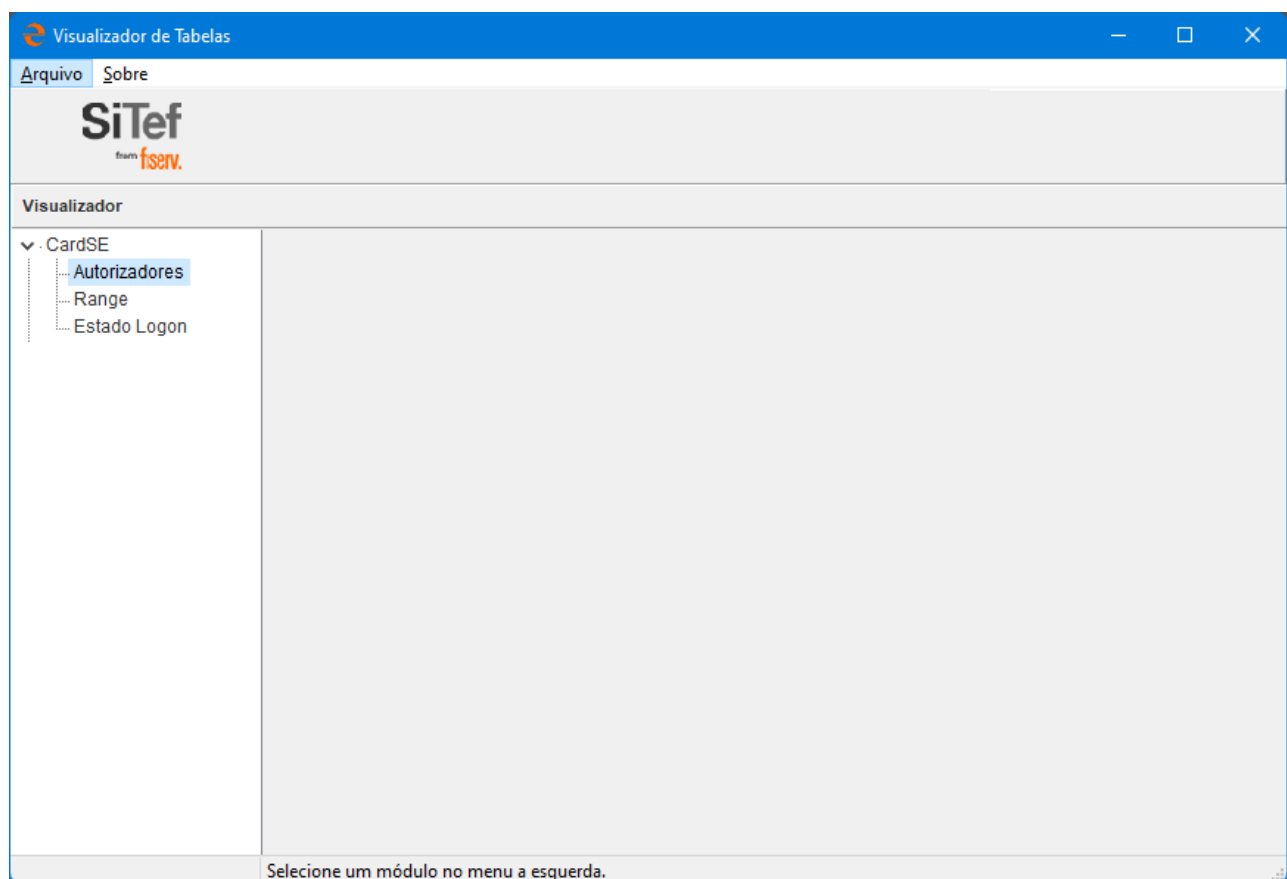 Visualizador de Tabelas
Arquivo Sobre
SiTef
from fiserv.
Visualizador
CardSE
Autorizadores
Range
Estado Logon
Selecione um módulo no menu a esquerda.